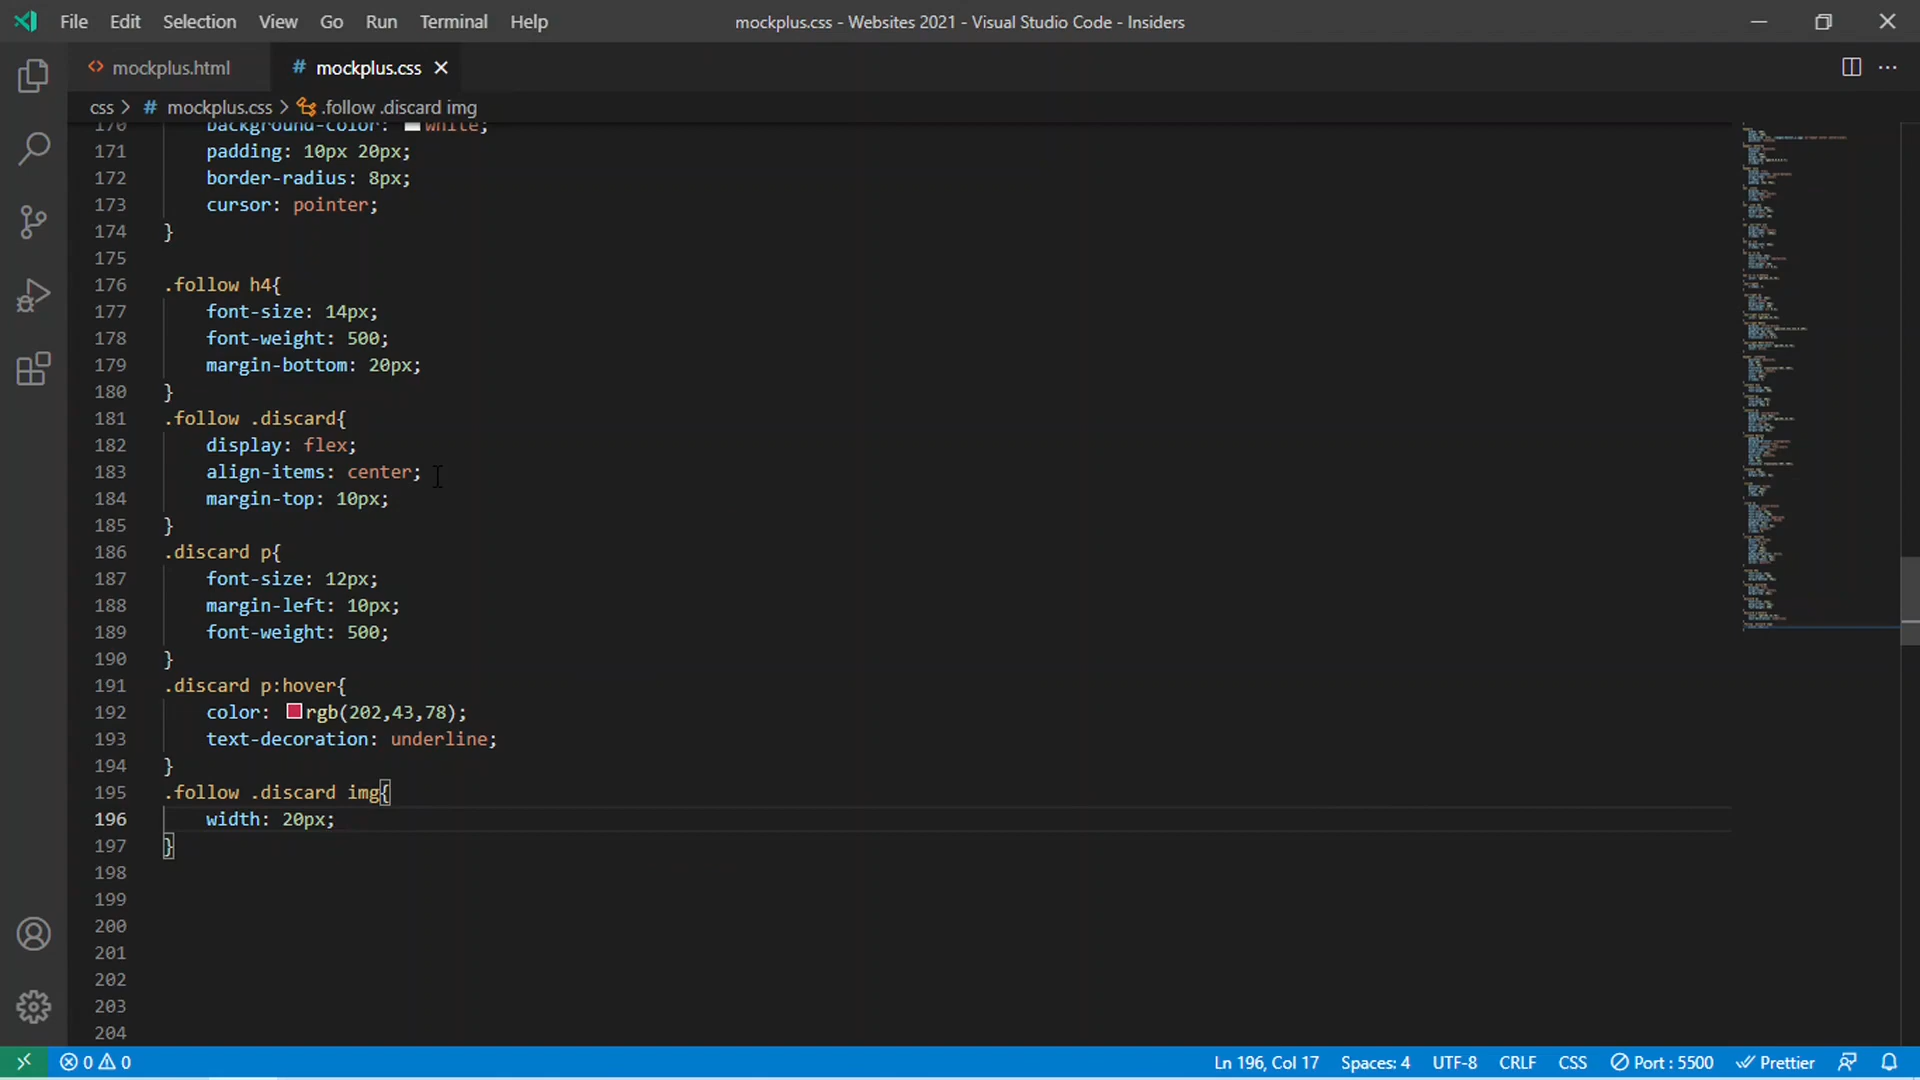 File Edit Selection View Go Run Terminal Help
mockplus.css - Websites 2021 - Visual Studio Code - Insiders
<> mockplus.html
# mockplus.css
css > # mockplus.css > .follow .discard img
170 background-color: white;
171 padding: 10px 20px;
172 border-radius: 8px;
173 cursor: pointer;
174 }
175
176 .follow h4{
177 font-size: 14px;
178 font-weight: 500;
179 margin-bottom: 20px;
180 }
181 .follow .discard{
182 display: flex;
183 align-items: center;
184 margin-top: 10px;
185 }
186 .discard p{
187 font-size: 12px;
188 margin-left: 10px;
189 font-weight: 500;
190 }
191 .discard p:hover{
192 color: rgb(202,43,78);
193 text-decoration: underline;
194 }
195 .follow .discard img{
196 width: 20px;
197 }
198
199
200
201
202
203
204
0 0
Ln 196, Col 17 Spaces: 4 UTF-8 CRLF CSS Port : 5500 Prettier